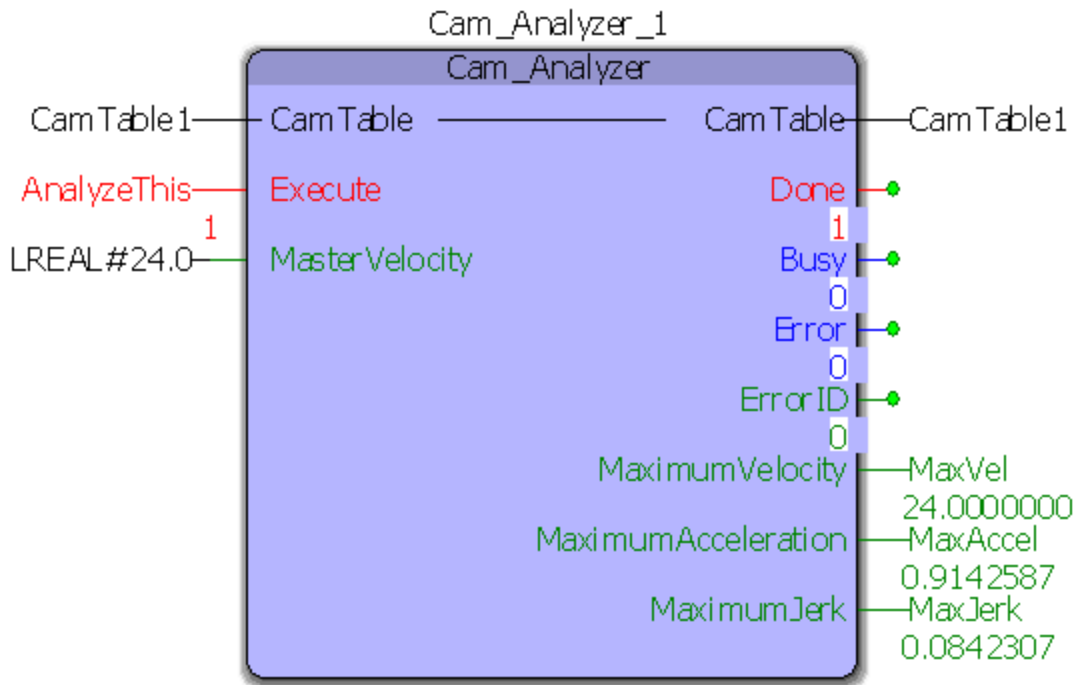 Cam_Analyzer_1
Cam_Analyzer
CamTable1 CamTable CamTable CamTable1
AnalyzeThis Execute Done
1 1
LREAL#24.0 MasterVelocity Busy
0
Error
0
ErrorID
0
MaximumVelocity MaxVel
24.0000000
MaximumAcceleration MaxAccel
0.9142587
MaximumJerk MaxJerk
0.0842307